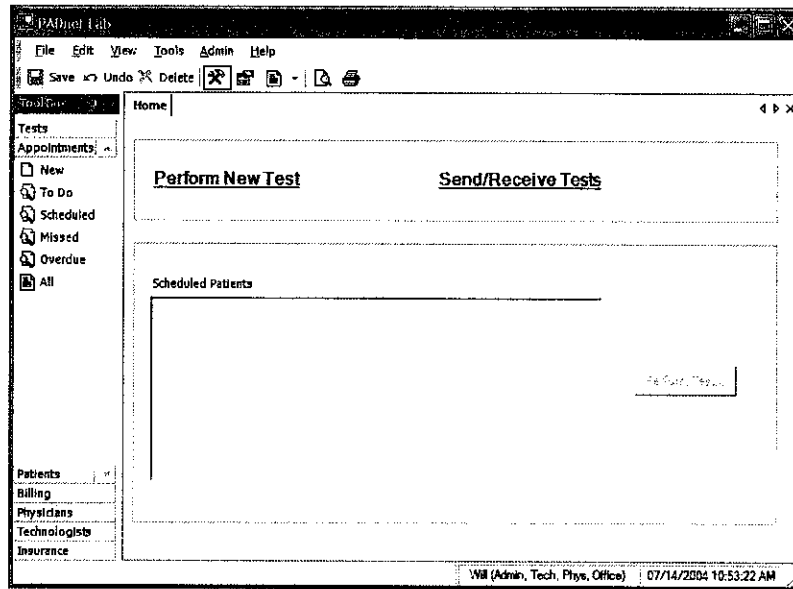 PADnet Lab
File Edit View Tools Admin Help
Save Undo Delete
ToolBar
Home
Tests
Appointments
New
To Do
Scheduled
Missed
Overdue
All
Perform New Test Send/Receive Tests
Scheduled Patients
Patients
Billing
Physicians
Technologists
Insurance
Will (Admin, Tech, Phys, Office) 07/14/2004 10:53:22 AM